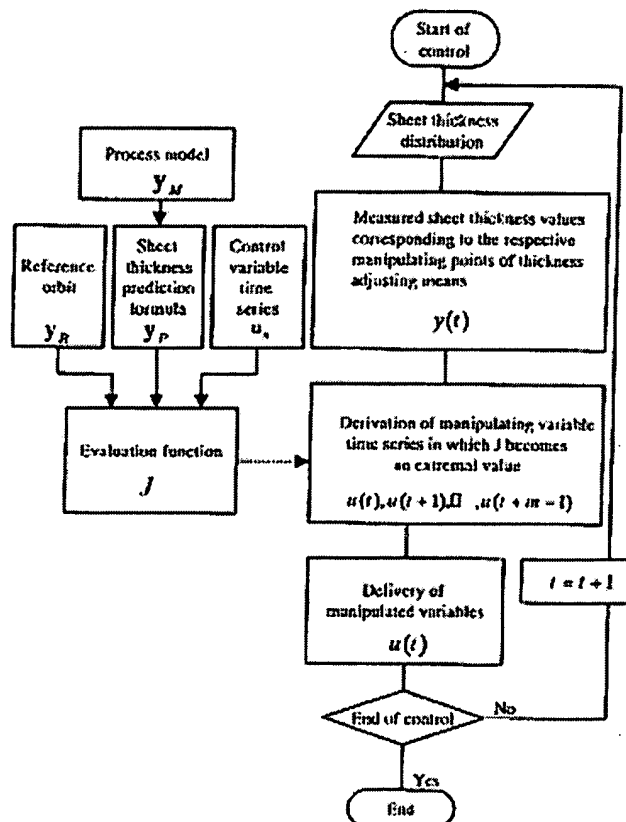 Start of
control
Sheet thickness
distribution
Process model
y_M
Measured sheet thickness values
corresponding to the respective
manipulating points of thickness
adjusting means
y(t)
Reference
orbit
y_R
Sheet
thickness
prediction
formula
y_P
Control
variable
time
series
Evaluation function
J
Derivation of manipulating variable
time series in which J becomes
an extremal value
u(t),u(t+1),▯ ,u(t+m−1)
Delivery of
manipulated variables
u(t)
t = t + 1
End of control
No
Yes
End